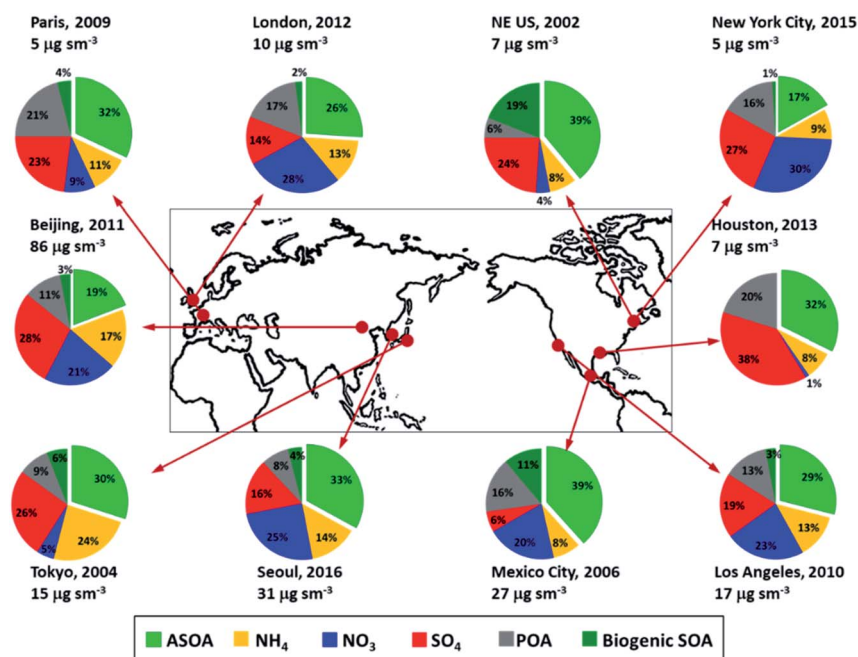 Paris, 2009
5 µg sm⁻³
London, 2012
10 µg sm⁻³
NE US, 2002
7 µg sm⁻³
New York City, 2015
5 µg sm⁻³
4%
32%
11%
9%
23%
21%
2%
26%
13%
28%
14%
17%
39%
8%
4%
24%
6%
19%
1%
17%
9%
30%
27%
16%
Beijing, 2011
86 µg sm⁻³
3%
19%
17%
21%
28%
11%
Houston, 2013
7 µg sm⁻³
32%
8%
1%
38%
20%
6%
30%
24%
5%
26%
9%
Tokyo, 2004
15 µg sm⁻³
4%
33%
14%
25%
16%
8%
Seoul, 2016
31 µg sm⁻³
11%
39%
8%
20%
6%
16%
Mexico City, 2006
27 µg sm⁻³
3%
29%
13%
23%
19%
13%
Los Angeles, 2010
17 µg sm⁻³
ASOA NH₄ NO₃ SO₄ POA Biogenic SOA